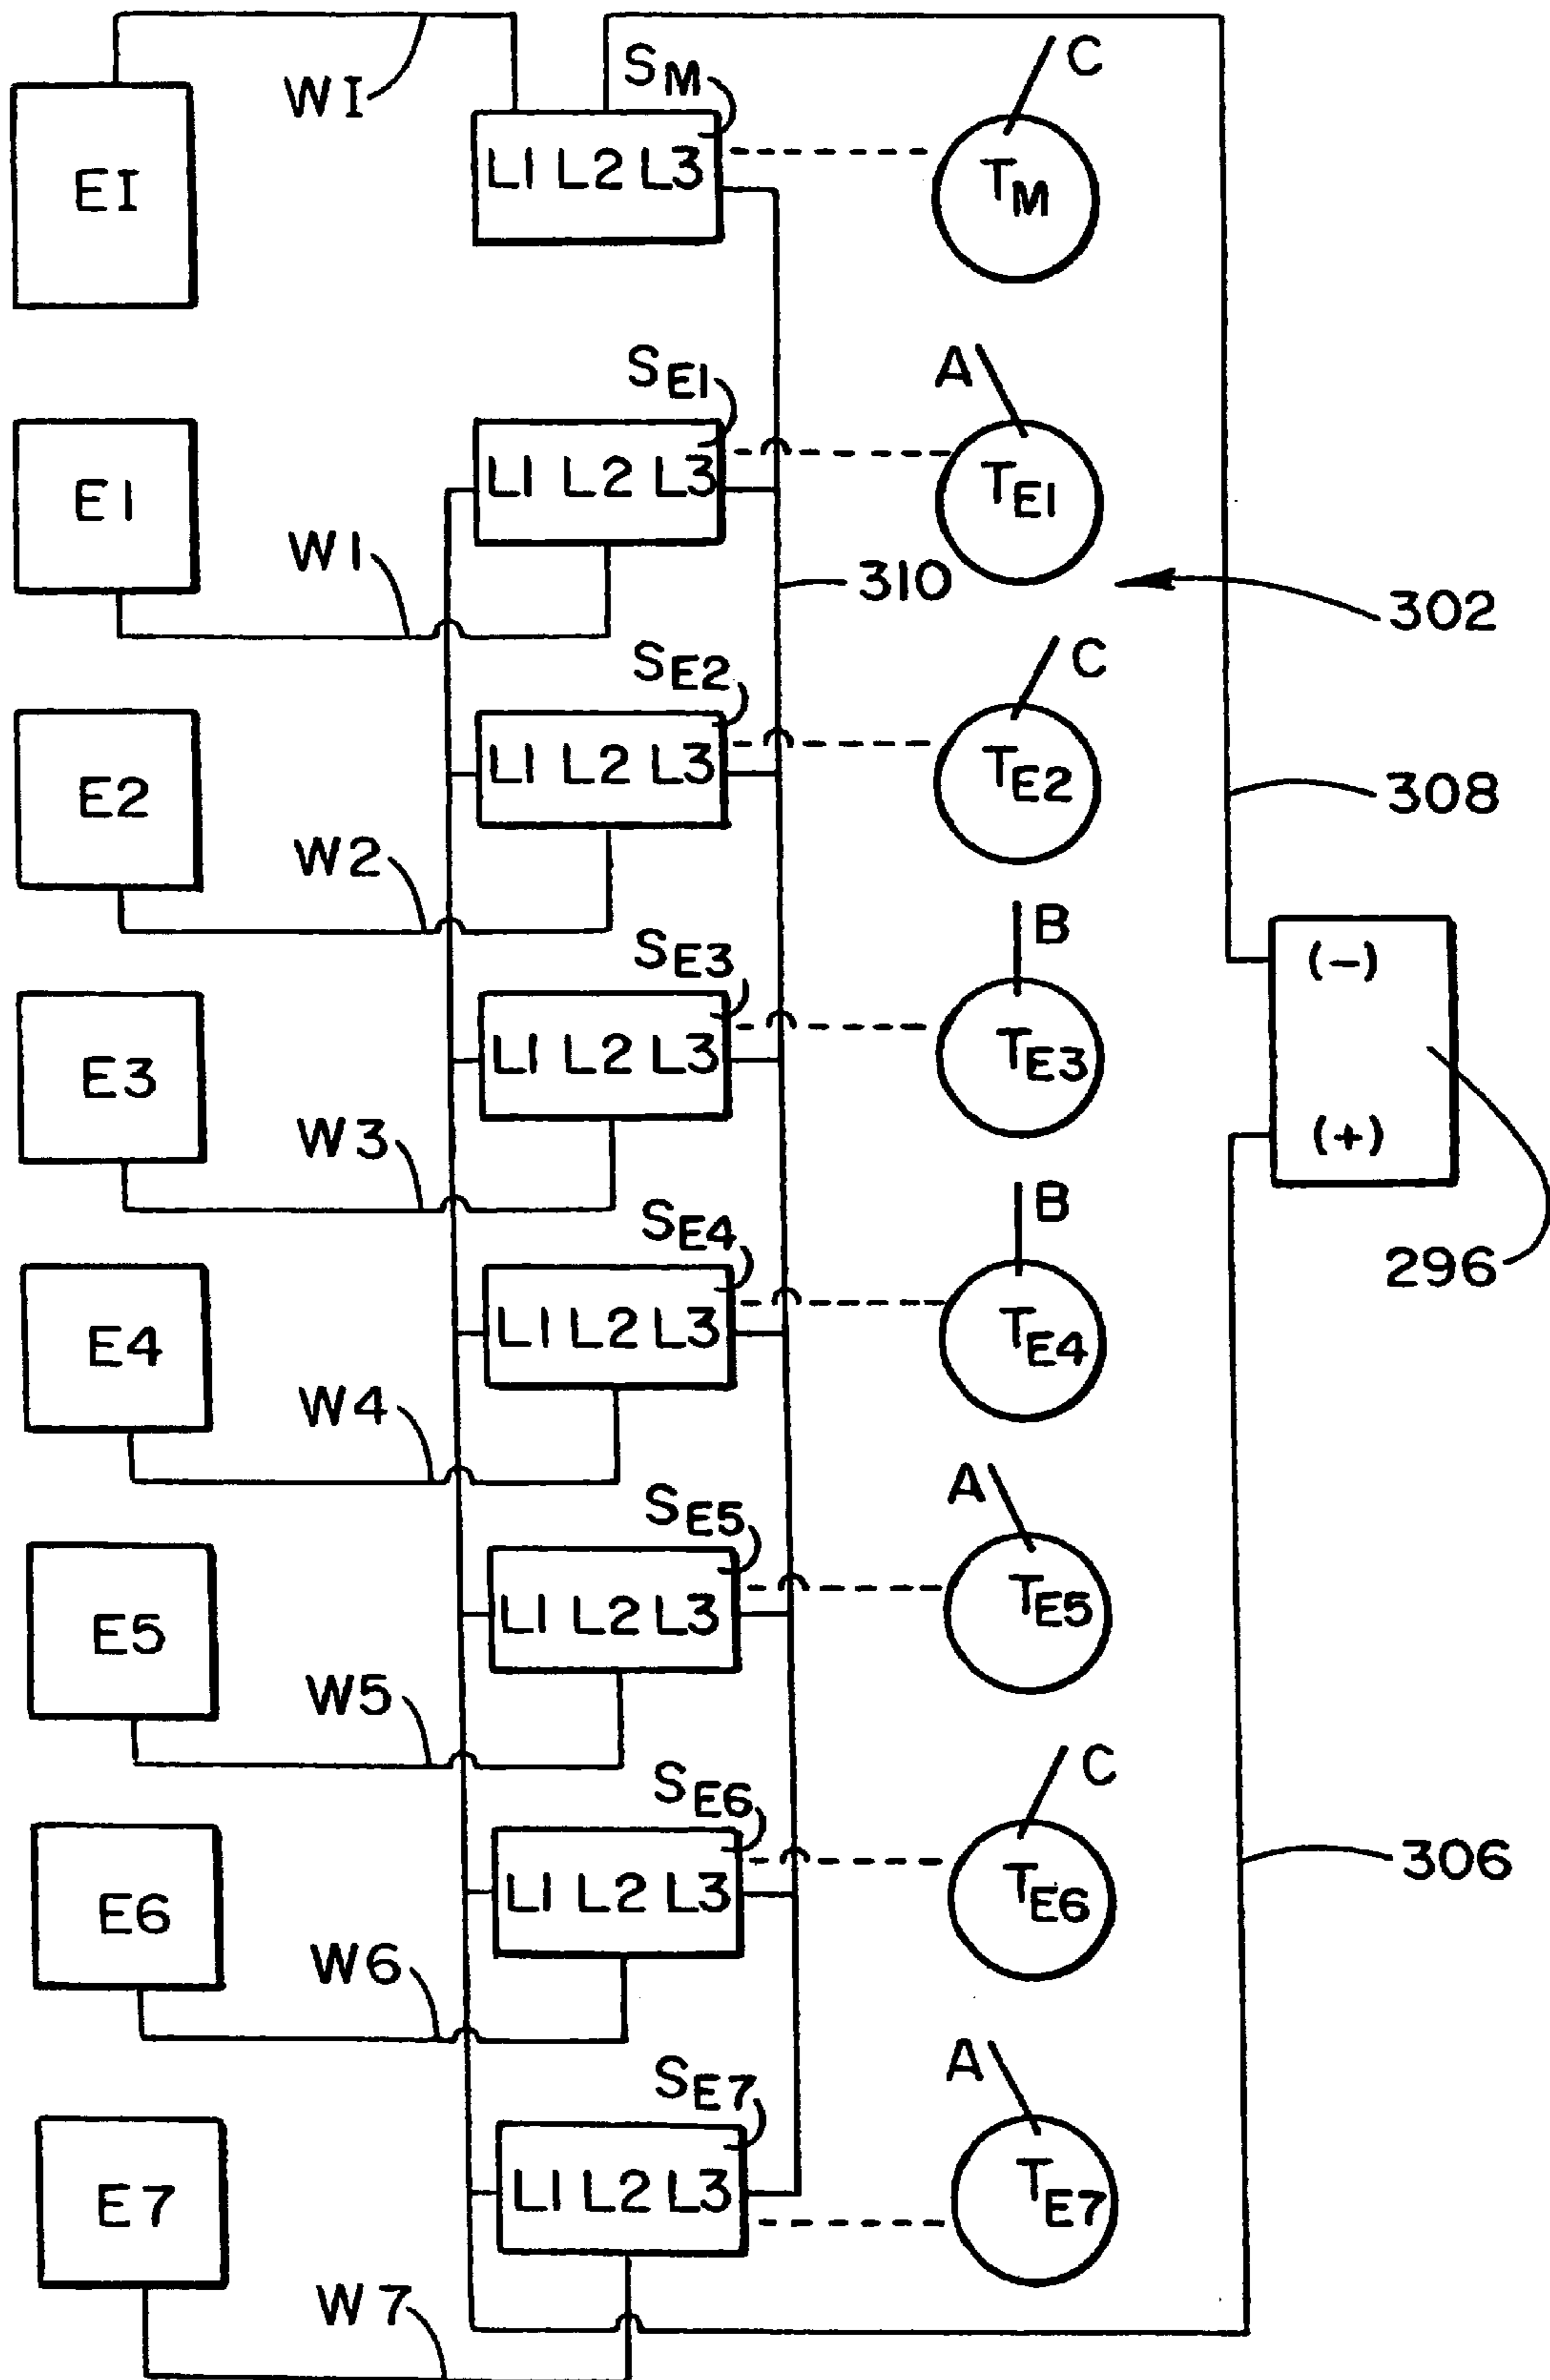 WI
SM
C
EI
L1 L2 L3
TM
SE1
A
E1
L1 L2 L3
TE1
W1
310
302
SE2
C
E2
L1 L2 L3
TE2
308
W2
SE3
B
(-)
E3
L1 L2 L3
TE3
W3
(+)
SE4
B
296
E4
L1 L2 L3
TE4
W4
SE5
A
E5
L1 L2 L3
TE5
W5
SE6
C
306
E6
L1 L2 L3
TE6
W6
SE7
A
E7
L1 L2 L3
TE7
W7